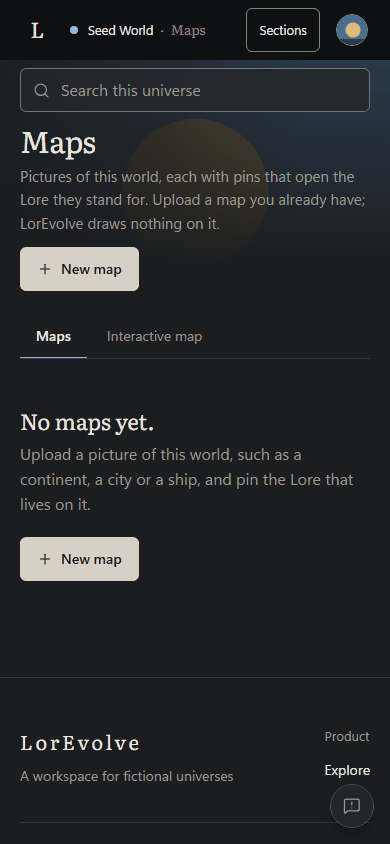 L
Seed World · Maps
Sections
Search this universe
Maps
Pictures of this world, each with pins that open the
Lore they stand for. Upload a map you already have;
LorEvolve draws nothing on it.
New map
Maps
Interactive map
No maps yet.
Upload a picture of this world, such as a
continent, a city or a ship, and pin the Lore that
lives on it.
New map
LorEvolve
A workspace for fictional universes
Product
Explore